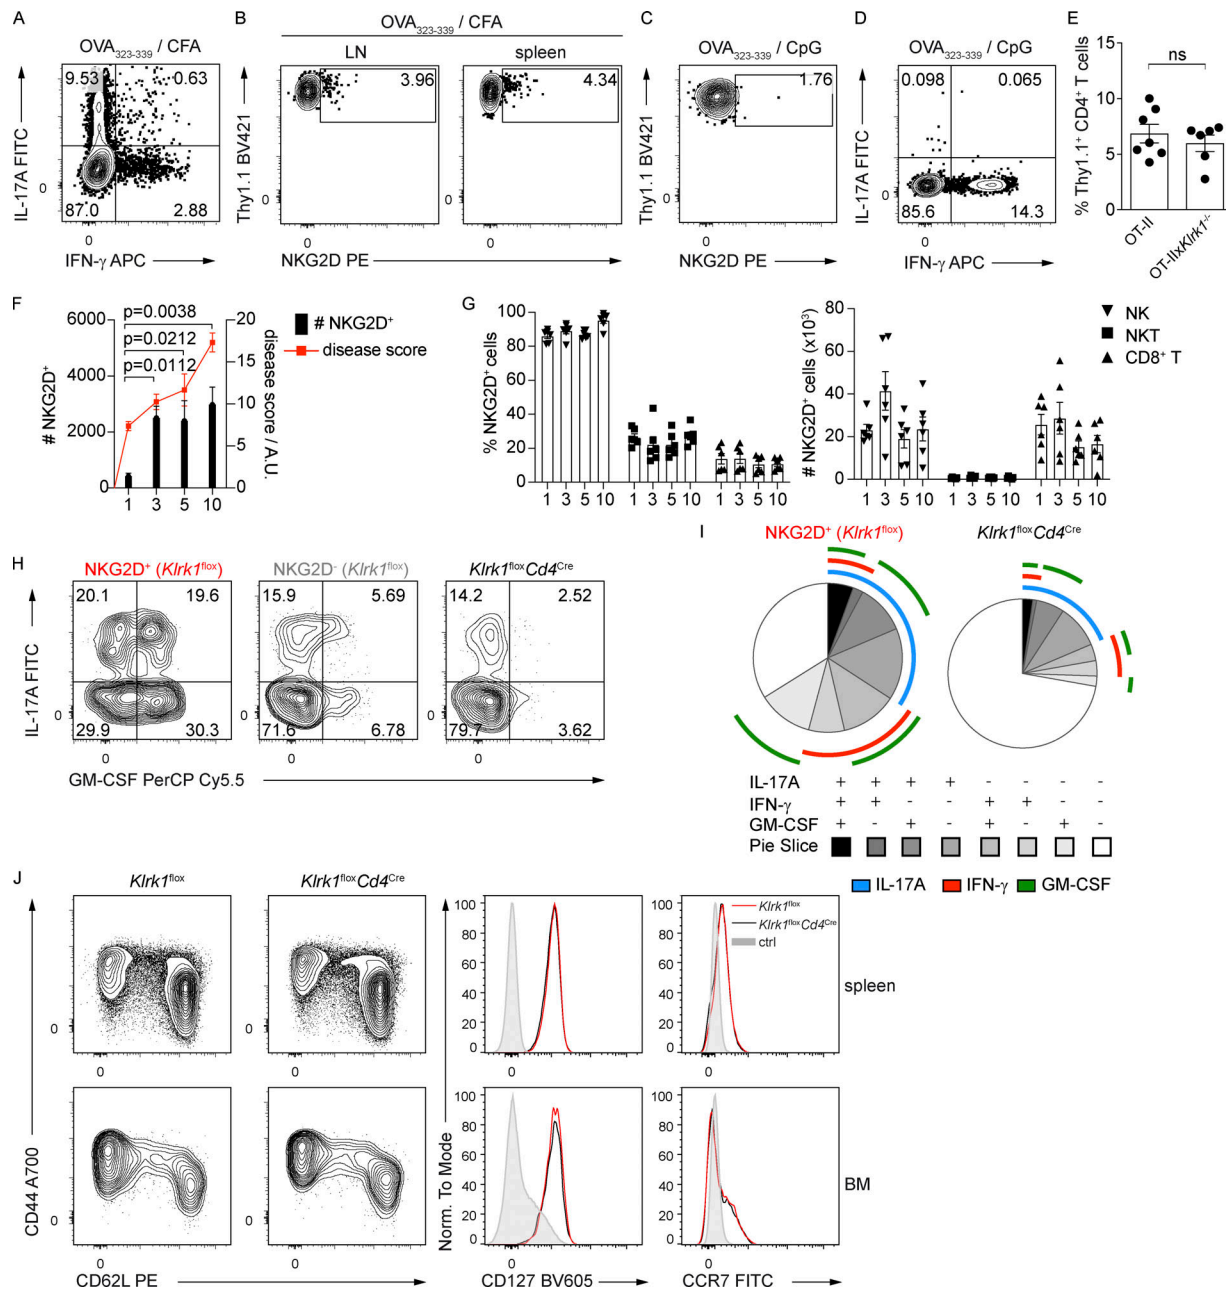 A
OVA323-339 / CFA
9.53
0.63
87.0
2.88
0
0
IL-17A FITC
IFN-γ APC
B
OVA323-339 / CFA
LN
spleen
3.96
4.34
0
0
0
Thy1.1 BV421
NKG2D PE
C
OVA323-339 / CpG
1.76
0
0
Thy1.1 BV421
NKG2D PE
D
OVA323-339 / CpG
0.098
0.065
85.6
14.3
0
0
IL-17A FITC
IFN-γ APC
E
ns
15
10
5
0
% Thy1.1+ CD4+ T cells
OT-II
OT-IIxKlrk1-/-
F
p=0.0038
p=0.0212
p=0.0112
6000
4000
2000
0
# NKG2D+
20
15
10
5
0
disease score / A.U.
1 3 5 10
# NKG2D+
disease score
G
100
80
60
40
20
0
% NKG2D+ cells
1 3 5 10 1 3 5 10 1 3 5 10
80
60
40
20
0
# NKG2D+ cells (x10³)
1 3 5 10 1 3 5 10 1 3 5 10
NK
NKT
CD8+ T
H
NKG2D+ (Klrk1flox)
NKG2D- (Klrk1flox)
Klrk1floxCd4Cre
20.1 19.6
29.9 30.3
15.9 5.69
71.6 6.78
14.2 2.52
79.7 3.62
0
0
0
0
IL-17A FITC
GM-CSF PerCP Cy5.5
I
NKG2D+ (Klrk1flox)
Klrk1floxCd4Cre
IL-17A + + + + - - - -
IFN-γ + + - - + + - -
GM-CSF + - + - + - + -
Pie Slice
IL-17A IFN-γ GM-CSF
J
Klrk1flox
Klrk1floxCd4Cre
0
0
0
0
0
0
0
0
CD44 A700
CD62L PE
100
80
60
40
20
0
0
100
80
60
40
20
0
0
Klrk1flox
Klrk1floxCd4Cre
ctrl
spleen
100
80
60
40
20
0
0
100
80
60
40
20
0
0
BM
Norm. To Mode
CD127 BV605
CCR7 FITC